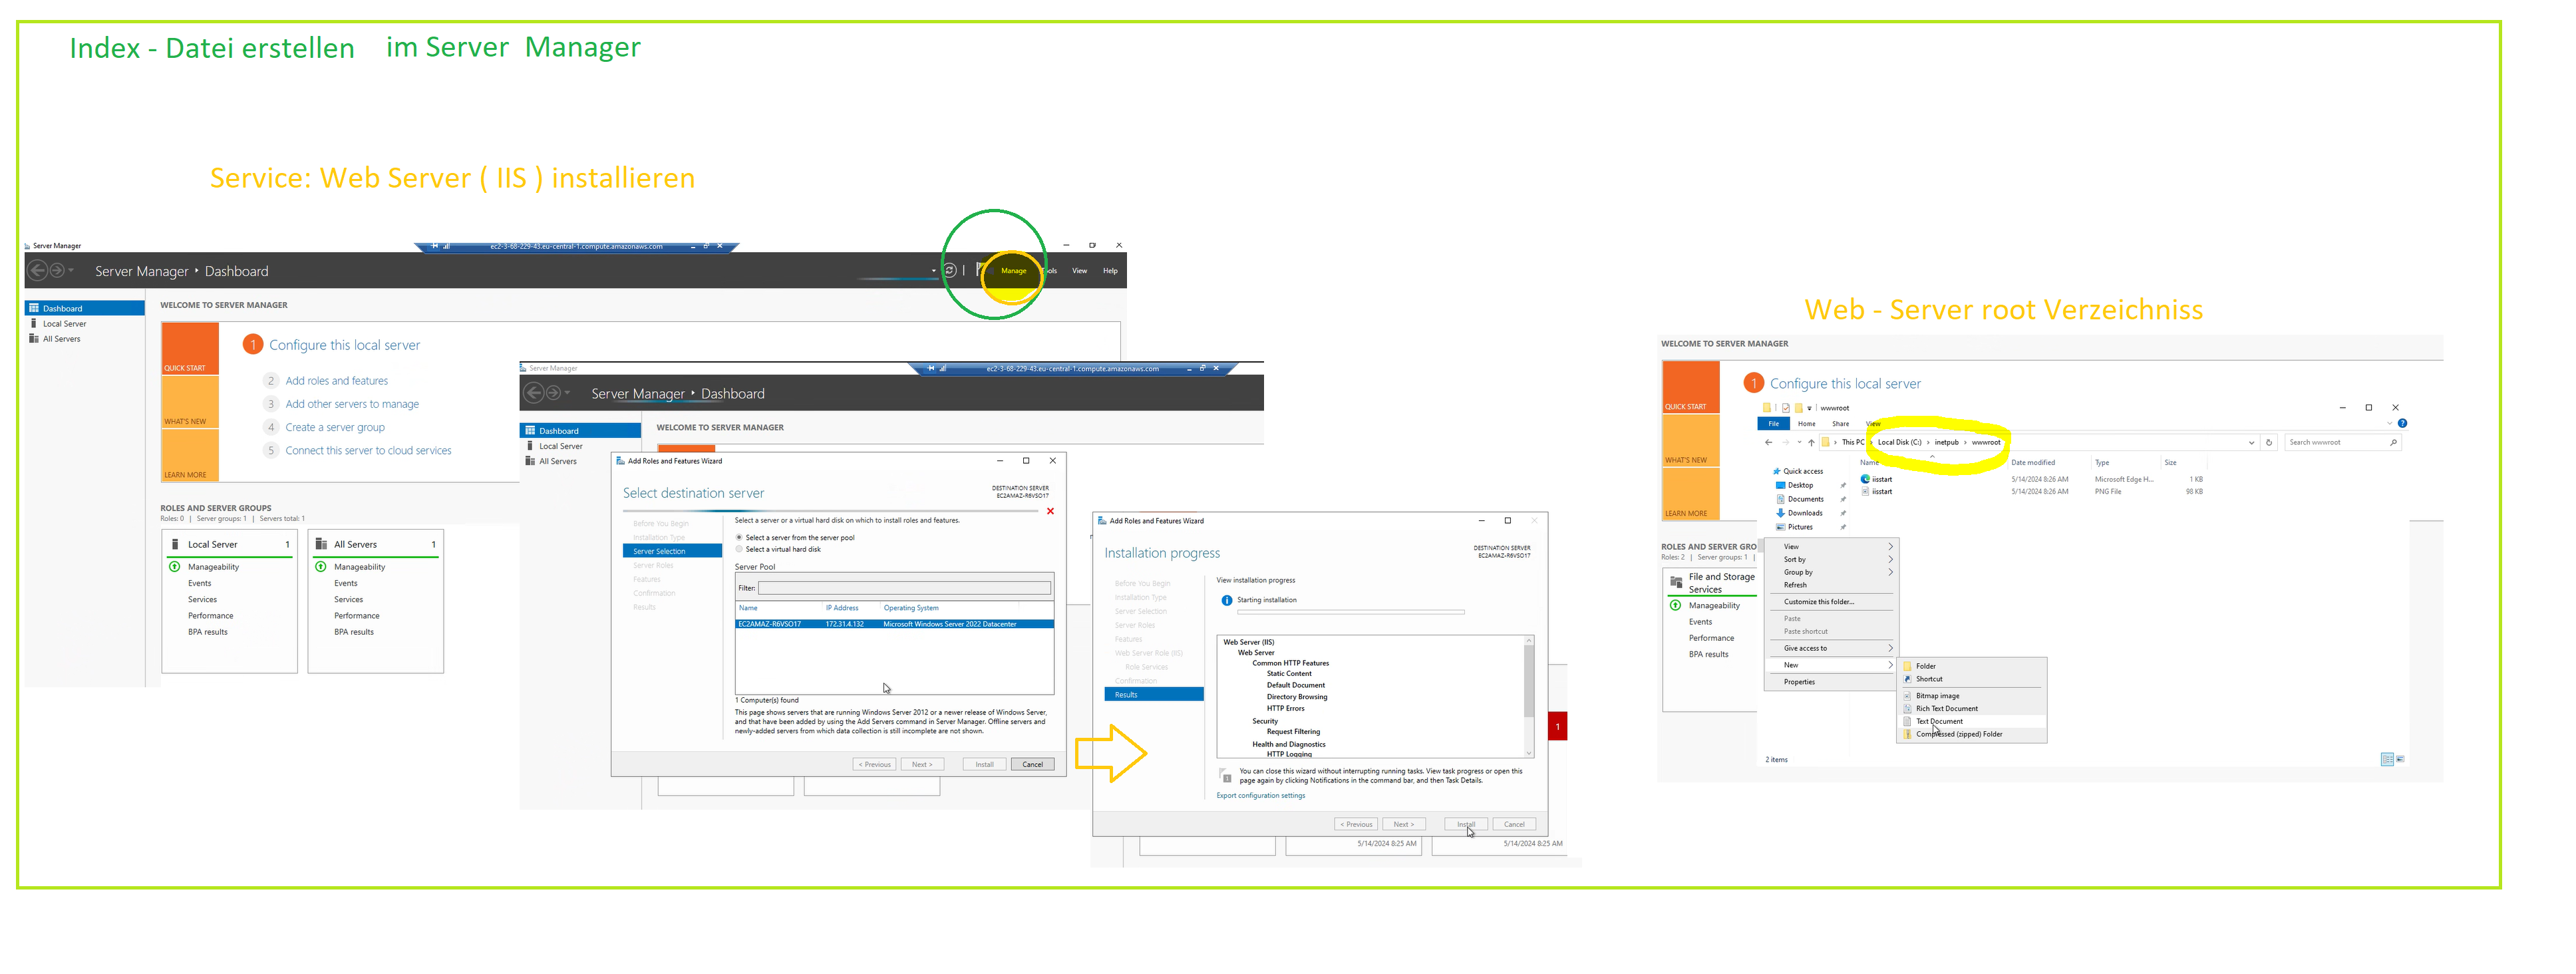 Index - Datei erstellen im Server Manager
Service: Web Server ( IIS ) installieren
Server Manager
ec2-3-68-229-43.eu-central-1.compute.amazonaws.com
Server Manager • Dashboard
Manage Tools View Help
Dashboard
Local Server
All Servers
WELCOME TO SERVER MANAGER
QUICK START
WHAT'S NEW
LEARN MORE
1 Configure this local server
2 Add roles and features
3 Add other servers to manage
4 Create a server group
5 Connect this server to cloud services
ROLES AND SERVER GROUPS
Roles: 0 | Server groups: 1 | Servers total: 1
Local Server 1
Manageability
Events
Services
Performance
BPA results
All Servers 1
Manageability
Events
Services
Performance
BPA results
Server Manager
ec2-3-68-229-43.eu-central-1.compute.amazonaws.com
Server Manager • Dashboard
Dashboard
Local Server
All Servers
WELCOME TO SERVER MANAGER
Add Roles and Features Wizard
Select destination server
DESTINATION SERVER
EC2AMAZ-R6VSO17
Before You Begin
Installation Type
Server Selection
Server Roles
Features
Confirmation
Results
Select a server or a virtual hard disk on which to install roles and features.
Select a server from the server pool
Select a virtual hard disk
Server Pool
Filter:
Name IP Address Operating System
EC2AMAZ-R6VSO17 172.31.4.132 Microsoft Windows Server 2022 Datacenter
1 Computer(s) found
This page shows servers that are running Windows Server 2012 or a newer release of Windows Server,
and that have been added by using the Add Servers command in Server Manager. Offline servers and
newly-added servers from which data collection is still incomplete are not shown.
< Previous Next > Install Cancel
Add Roles and Features Wizard
Installation progress
DESTINATION SERVER
EC2AMAZ-R6VSO17
Before You Begin
Installation Type
Server Selection
Server Roles
Features
Web Server Role (IIS)
Role Services
Confirmation
Results
View installation progress
Starting installation
Web Server (IIS)
Web Server
Common HTTP Features
Static Content
Default Document
Directory Browsing
HTTP Errors
Security
Request Filtering
Health and Diagnostics
HTTP Logging
You can close this wizard without interrupting running tasks. View task progress or open this
page again by clicking Notifications in the command bar, and then Task Details.
Export configuration settings
< Previous Next > Install Cancel
1
5/14/2024 8:25 AM 5/14/2024 8:25 AM
Web - Server root Verzeichniss
WELCOME TO SERVER MANAGER
QUICK START
WHAT'S NEW
LEARN MORE
1 Configure this local server
wwwroot
File Home Share View
This PC › Local Disk (C:) › inetpub › wwwroot
Search wwwroot
Name Date modified Type Size
iisstart 5/14/2024 8:26 AM Microsoft Edge H... 1 KB
iisstart 5/14/2024 8:26 AM PNG File 98 KB
Quick access
Desktop
Documents
Downloads
Pictures
ROLES AND SERVER GRO
Roles: 2 | Server groups: 1 |
File and Storage
Services
Manageability
Events
Performance
BPA results
View
Sort by
Group by
Refresh
Customize this folder...
Paste
Paste shortcut
Give access to
New
Properties
Folder
Shortcut
Bitmap image
Rich Text Document
Text Document
Compressed (zipped) Folder
2 items